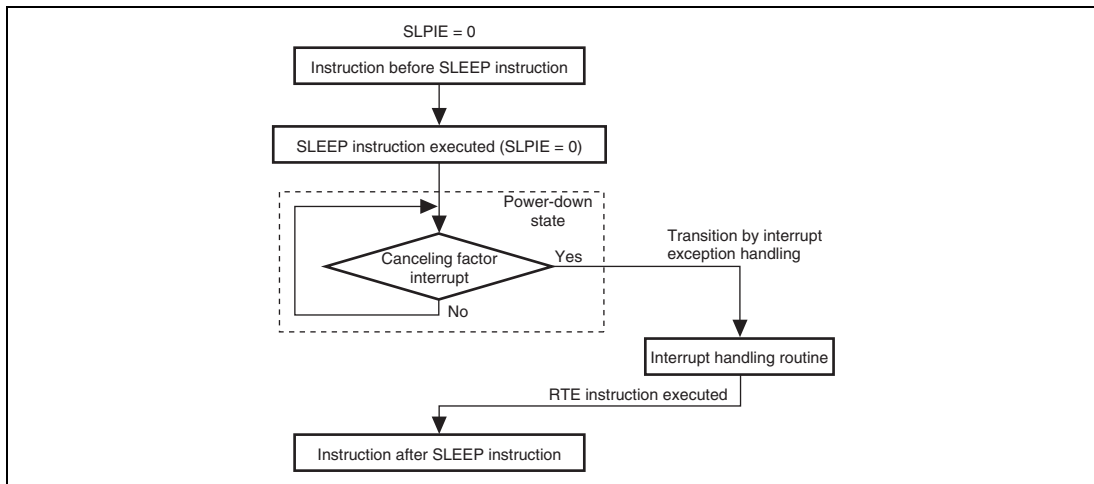 SLPIE = 0
Instruction before SLEEP instruction
SLEEP instruction executed (SLPIE = 0)
Power-down
state
Canceling factor
interrupt
Yes
No
Transition by interrupt
exception handling
Interrupt handling routine
RTE instruction executed
Instruction after SLEEP instruction